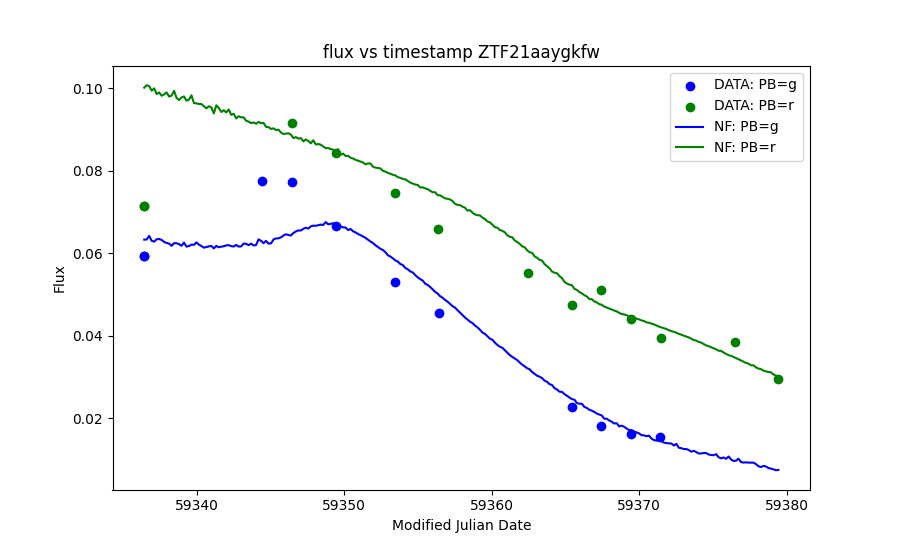 flux vs timestamp ZTF21aaygkfw
DATA: PB=g
DATA: PB=r
NF: PB=g
NF: PB=r
Flux
0.10
0.08
0.06
0.04
0.02
59340
59350
59360
59370
59380
Modified Julian Date